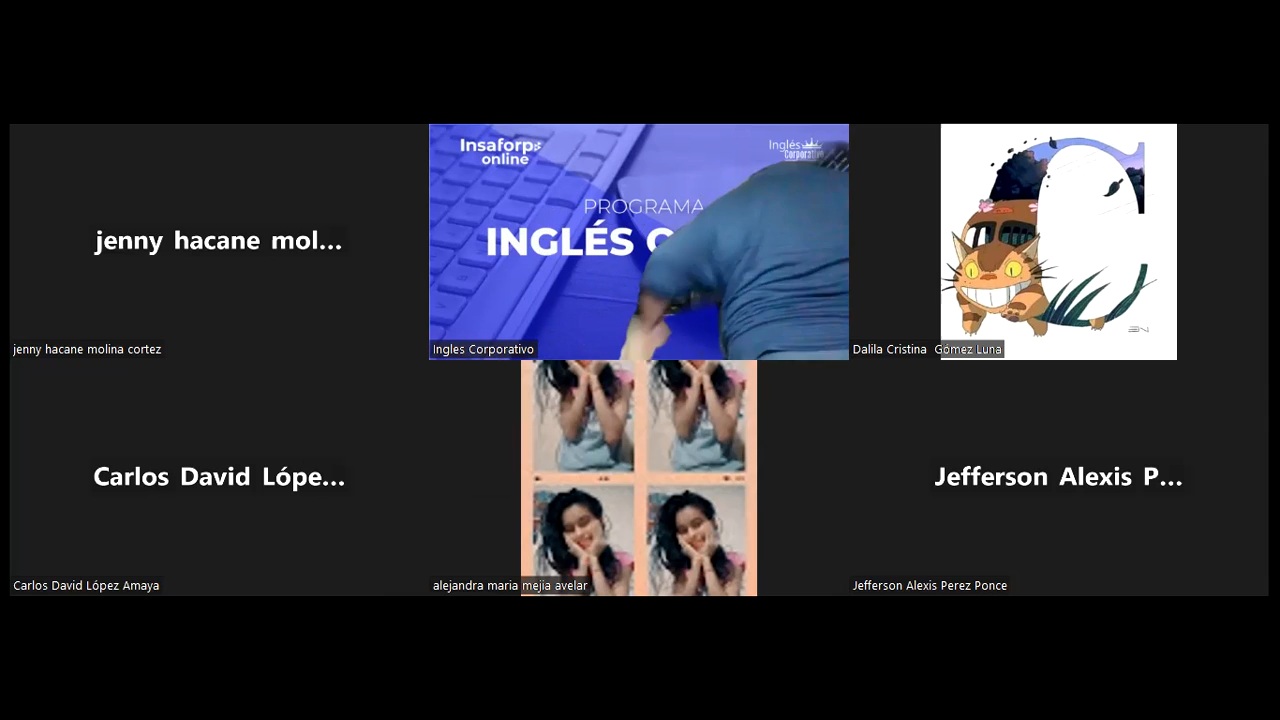 jenny hacane mol...
jenny hacane molina cortez
Insaforp
online
Inglés
Corporativo
PROGRAMA
INGLÉS
Ingles Corporativo
Dalila Cristina Gómez Luna
Carlos David Lópe...
Carlos David López Amaya
alejandra maria mejia avelar
Jefferson Alexis P...
Jefferson Alexis Perez Ponce